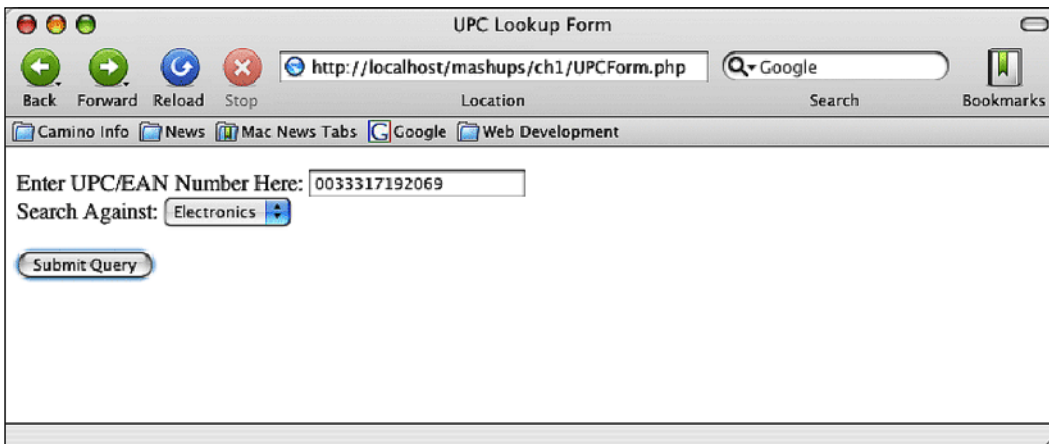 UPC Lookup Form
http://localhost/mashups/ch1/UPCForm.php
Google
Back Forward Reload Stop Location Search Bookmarks
Camino Info News Mac News Tabs Google Web Development
Enter UPC/EAN Number Here: 0033317192069
Search Against: Electronics
Submit Query